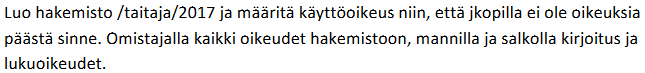 Luo hakemisto /taitaja/2017 ja määritä käyttöoikeus niin, että jkopilla ei ole oikeuksia
päästä sinne. Omistajalla kaikki oikeudet hakemistoon, mannilla ja salkolla kirjoitus ja
lukuoikeudet.